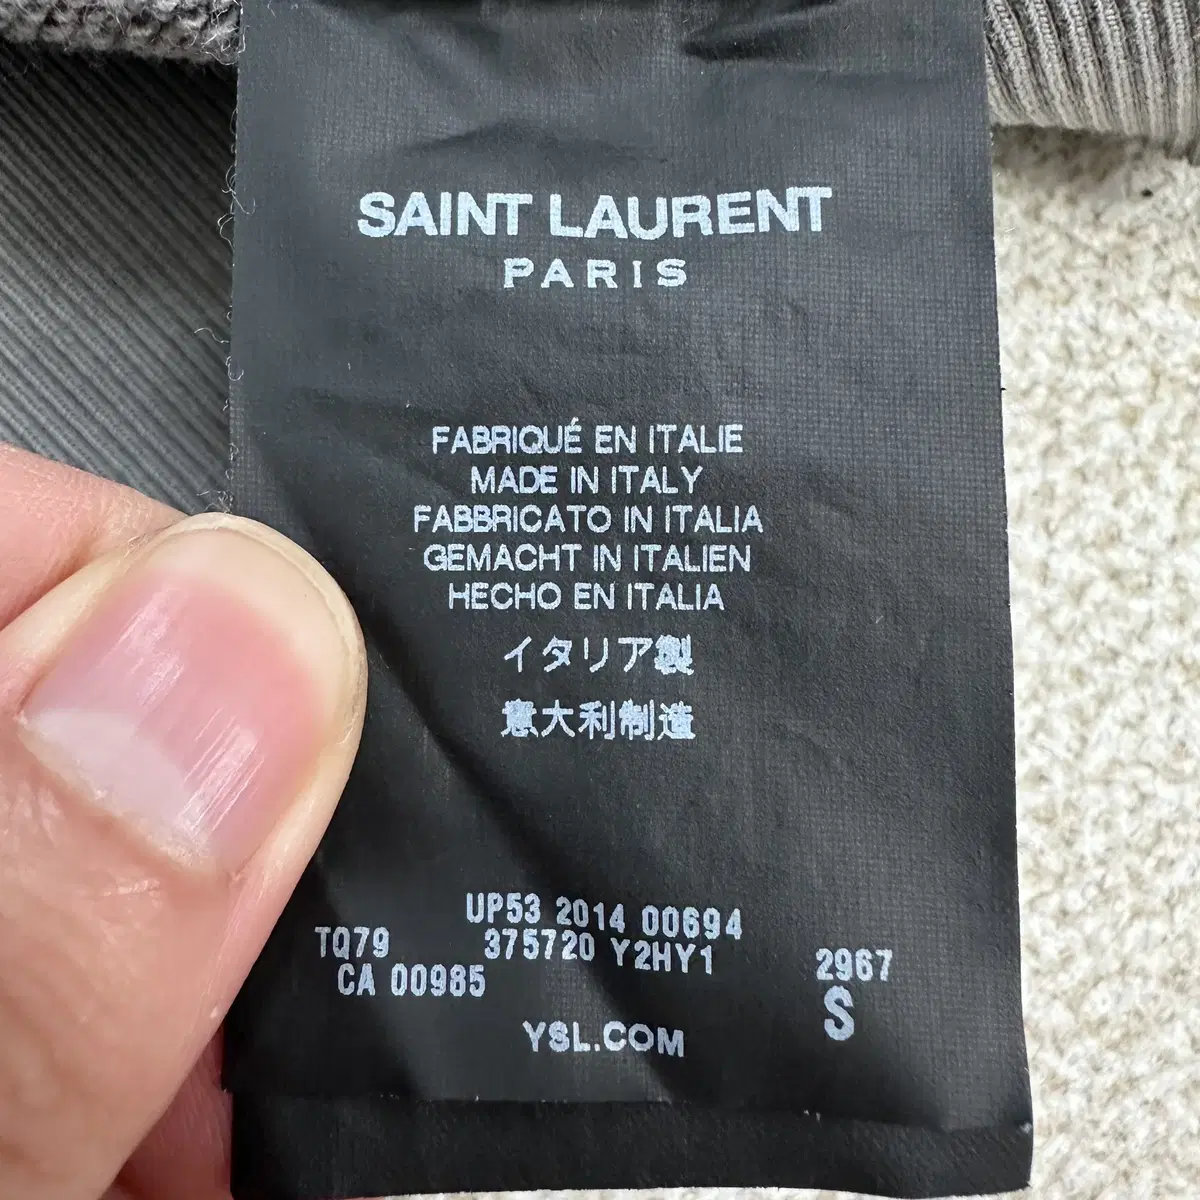 SAINT LAURENT
PARIS
FABRIQUÉ EN ITALIE
MADE IN ITALY
FABBRICATO IN ITALIA
GEMACHT IN ITALIEN
HECHO EN ITALIA
イタリア製
意大利制造
UP53 2014 00694
TQ79 375720 Y2HY1 2967
CA 00985 S
YSL.COM